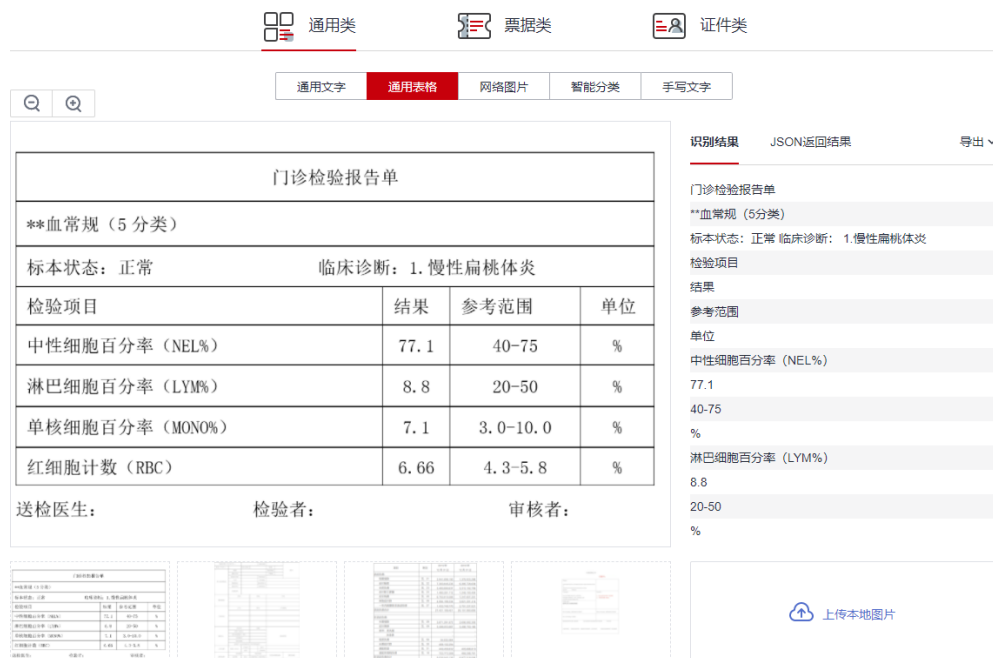 通用类 票据类 证件类
通用文字 通用表格 网络图片 智能分类 手写文字
门诊检验报告单
**血常规（5 分类）
标本状态：正常 临床诊断：1.慢性扁桃体炎
检验项目 结果 参考范围 单位
中性细胞百分率（NEL%） 77.1 40-75 %
淋巴细胞百分率（LYM%） 8.8 20-50 %
单核细胞百分率（MONO%） 7.1 3.0-10.0 %
红细胞计数（RBC） 6.66 4.3-5.8 %
送检医生： 检验者： 审核者：
识别结果 JSON返回结果 导出
门诊检验报告单
**血常规（5分类）
标本状态：正常 临床诊断： 1.慢性扁桃体炎
检验项目
结果
参考范围
单位
中性细胞百分率（NEL%）
77.1
40-75
%
淋巴细胞百分率（LYM%）
8.8
20-50
%
上传本地图片